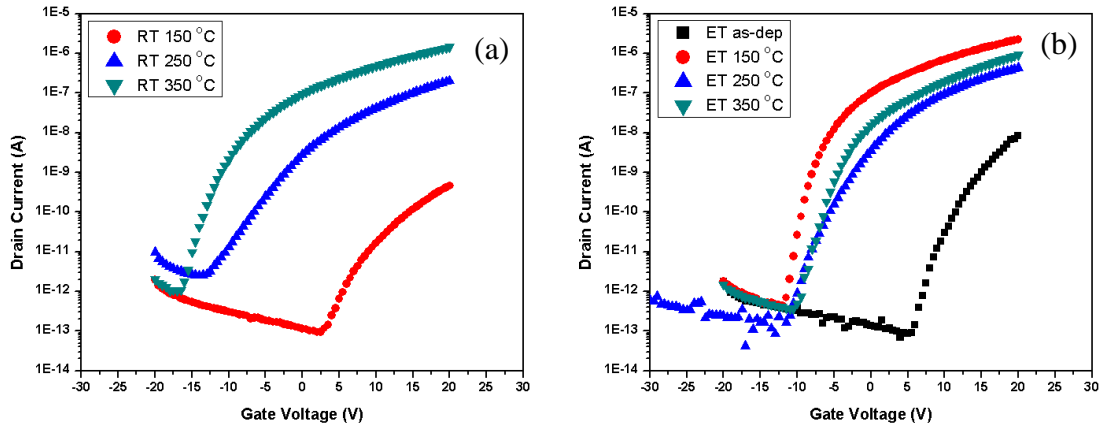 (a)
RT 150 °C
RT 250 °C
RT 350 °C
1E-5
1E-6
1E-7
1E-8
1E-9
1E-10
1E-11
1E-12
1E-13
1E-14
Drain Current (A)
-30 -25 -20 -15 -10 -5 0 5 10 15 20
Gate Voltage (V)
(b)
ET as-dep
ET 150 °C
ET 250 °C
ET 350 °C
1E-5
1E-6
1E-7
1E-8
1E-9
1E-10
1E-11
1E-12
1E-13
1E-14
Drain Current (A)
-30 -25 -20 -15 -10 -5 0 5 10 15 20
Gate Voltage (V)